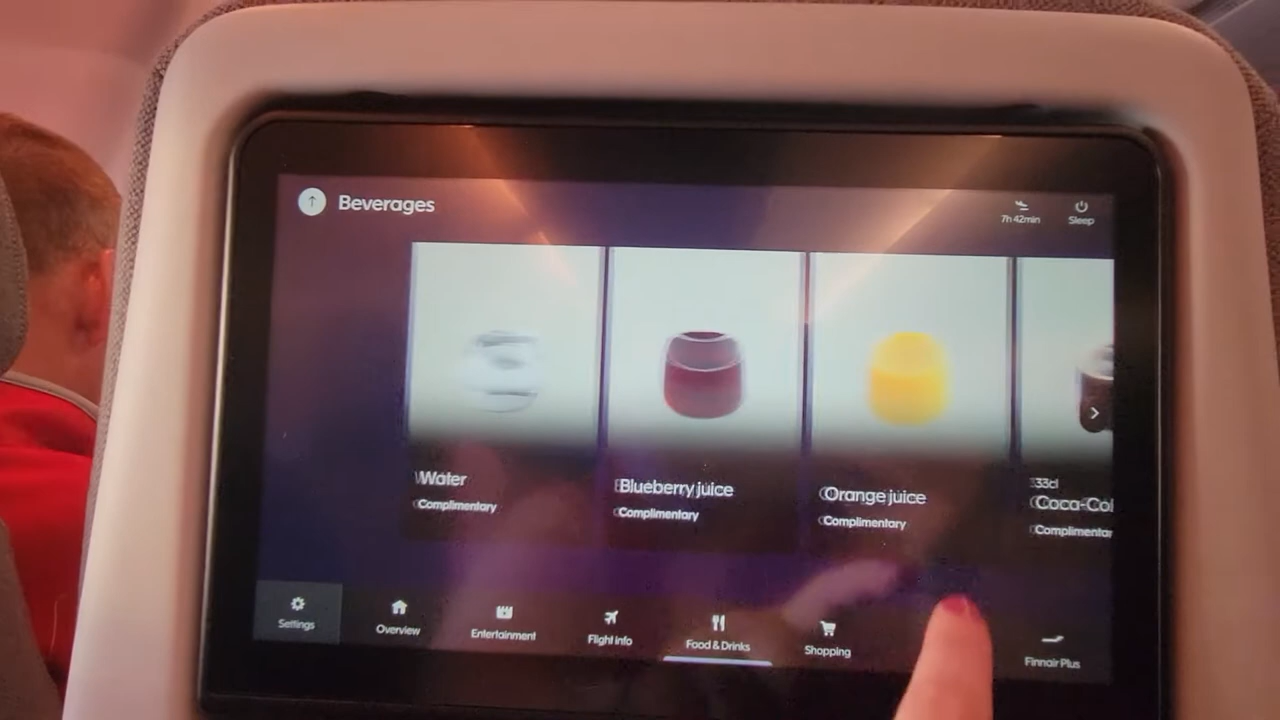 Beverages
7h 42min
Sleep
Water
Complimentary
Blueberry juice
Complimentary
Orange juice
Complimentary
33cl
Coca-Col
Complimentar
Settings
Overview
Entertainment
Flight info
Food & Drinks
Shopping
Finnair Plus